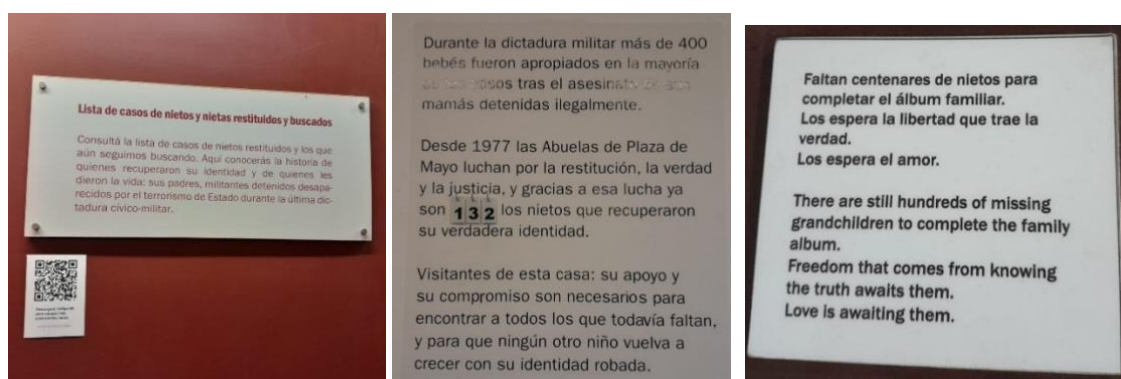 Lista de casos de nietos y nietas restituidos y buscados
Consultá la lista de casos de nietos restituidos y los que
aún seguimos buscando. Aquí conocerás la historia de
quienes recuperaron su identidad y de quienes les
dieron la vida: sus padres, militantes detenidos desapa-
recidos por el terrorismo de Estado durante la última dic-
tadura cívico-militar.
Durante la dictadura militar más de 400
bebés fueron apropiados en la mayoría
de los casos tras el asesinato de sus
mamás detenidas ilegalmente.
Desde 1977 las Abuelas de Plaza de
Mayo luchan por la restitución, la verdad
y la justicia, y gracias a esa lucha ya
son 132 los nietos que recuperaron
su verdadera identidad.
Visitantes de esta casa: su apoyo y
su compromiso son necesarios para
encontrar a todos los que todavía faltan,
y para que ningún otro niño vuelva a
crecer con su identidad robada.
Faltan centenares de nietos para
completar el álbum familiar.
Los espera la libertad que trae la
verdad.
Los espera el amor.
There are still hundreds of missing
grandchildren to complete the family
album.
Freedom that comes from knowing
the truth awaits them.
Love is awaiting them.